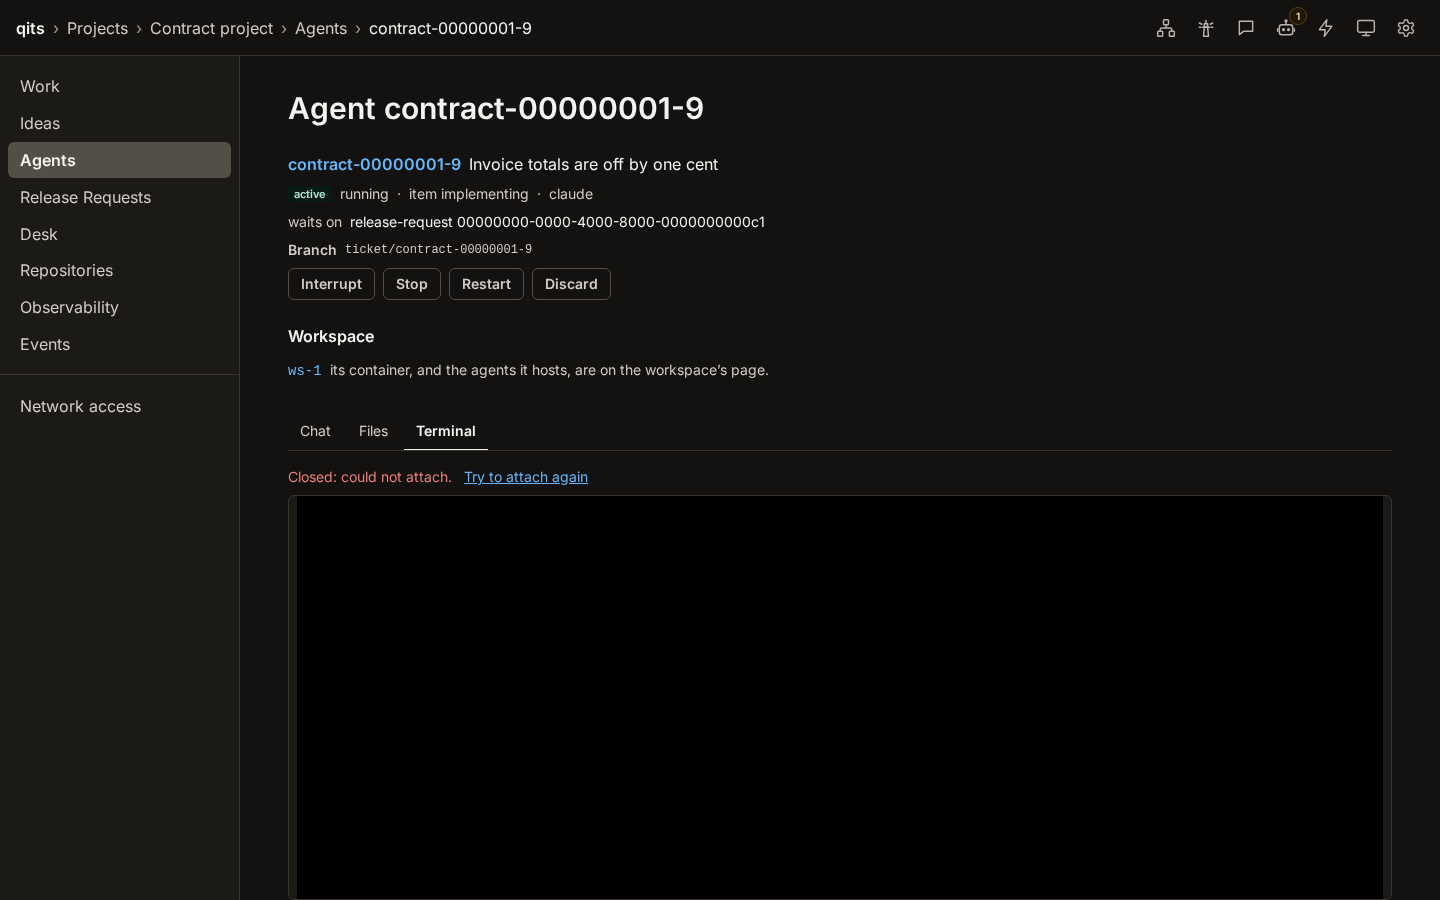 qits › Projects › Contract project › Agents › contract-00000001-9
1
Work
Ideas
Agents
Release Requests
Desk
Repositories
Observability
Events
Network access
Agent contract-00000001-9
contract-00000001-9 Invoice totals are off by one cent
active running · item implementing · claude
waits on release-request 00000000-0000-4000-8000-0000000000c1
Branch ticket/contract-00000001-9
Interrupt Stop Restart Discard
Workspace
ws-1 its container, and the agents it hosts, are on the workspace’s page.
Chat Files Terminal
Closed: could not attach. Try to attach again